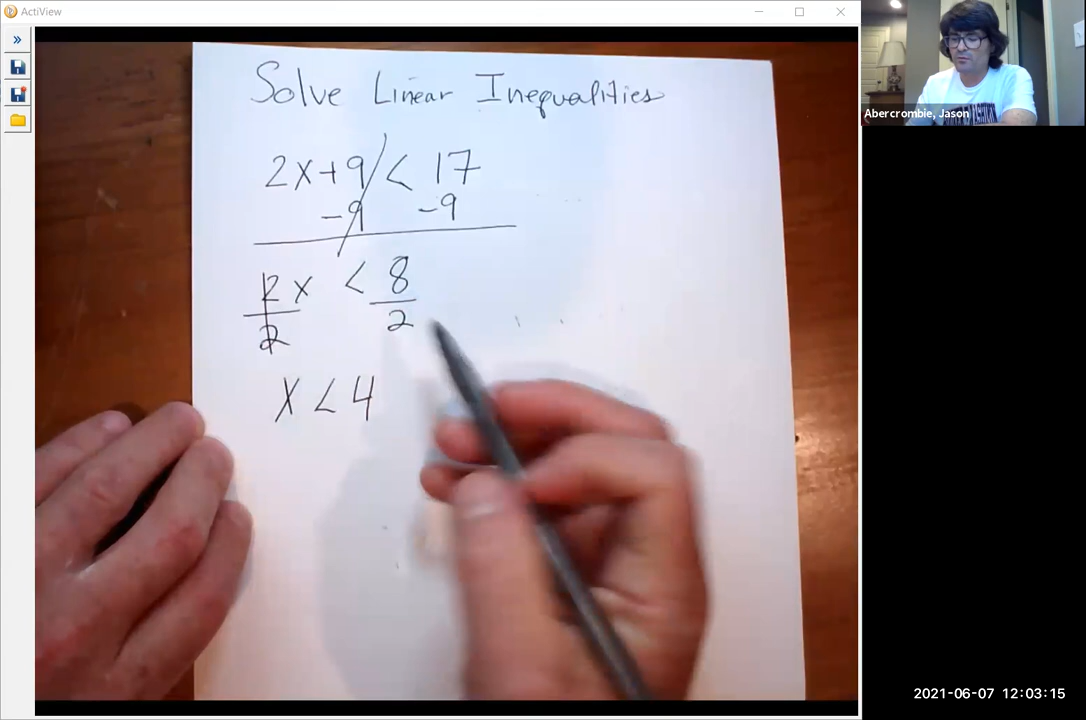 ActiView
Solve Linear Inequalities
2x+9 < 17
-9 -9
2x < 8
2 2
x < 4
Abercrombie, Jason
2021-06-07 12:03:15